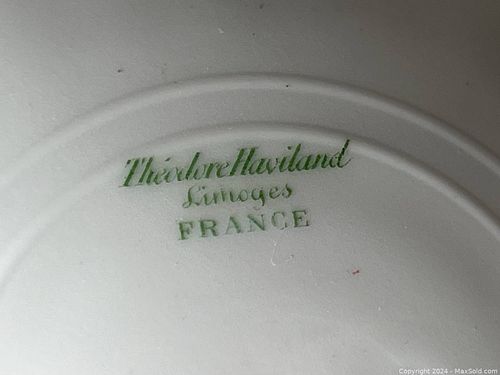 Théodore Haviland
Limoges
FRANCE
Copyright 2024 - MaxSold.com